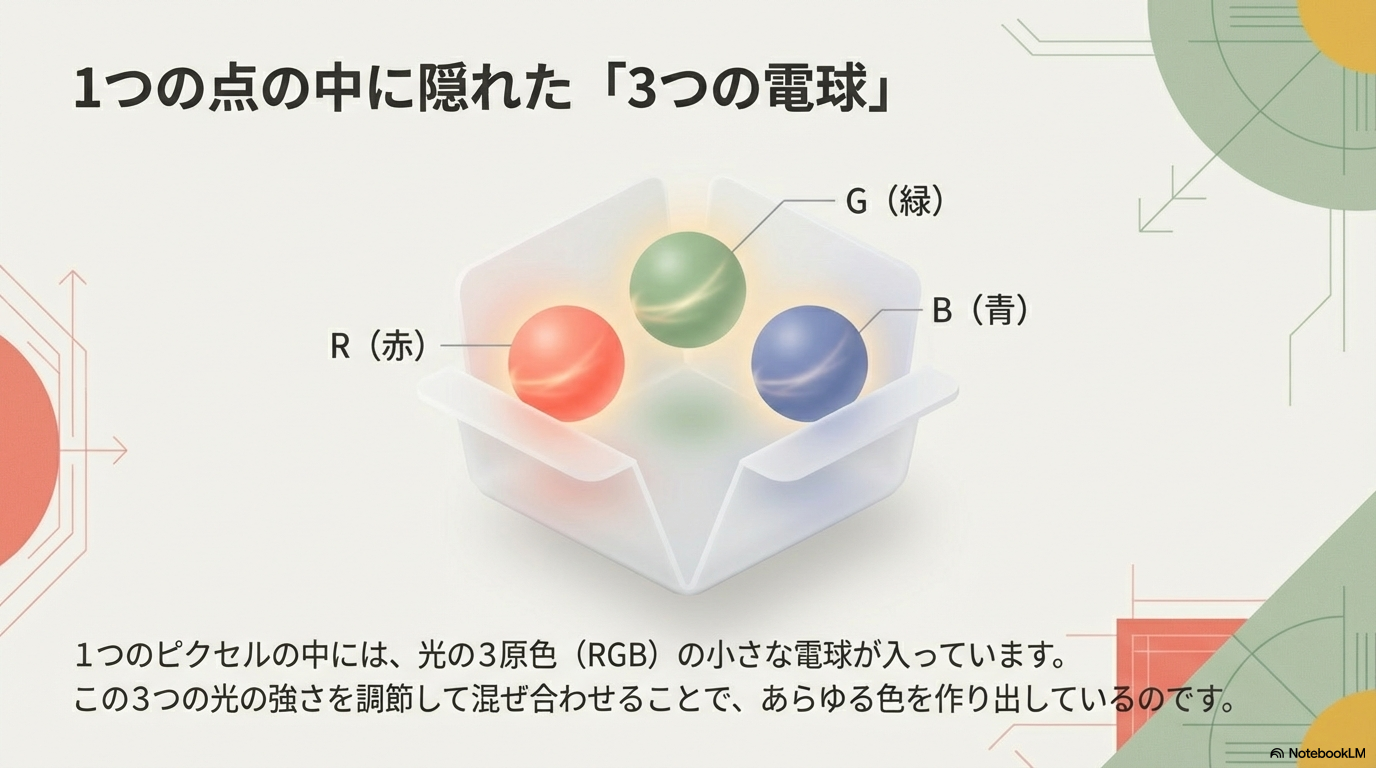 1つの点の中に隠れた「3つの電球」
G（緑）
B（青）
R（赤）
１つのピクセルの中には、光の３原色（RGB）の小さな電球が入っています。
この３つの光の強さを調節して混ぜ合わせることで、あらゆる色を作り出しているのです。
NotebookLM